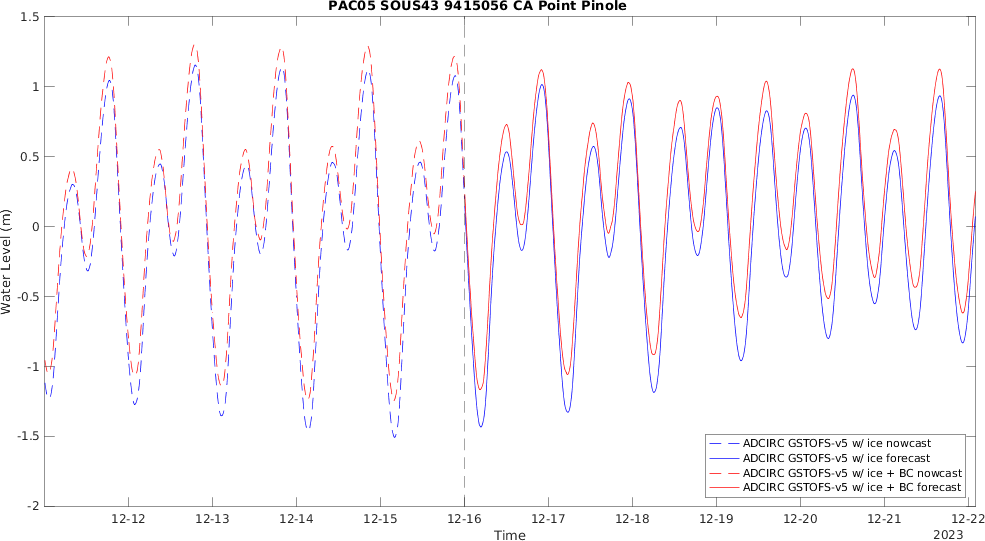 PAC05 SOUS43 9415056 CA Point Pinole
1.5
1
0.5
0
-0.5
-1
-1.5
-2
Water Level (m)
ADCIRC GSTOFS-v5 w/ ice nowcast
ADCIRC GSTOFS-v5 w/ ice forecast
ADCIRC GSTOFS-v5 w/ ice + BC nowcast
ADCIRC GSTOFS-v5 w/ ice + BC forecast
12-12 12-13 12-14 12-15 12-16 12-17 12-18 12-19 12-20 12-21 12-22
Time
2023